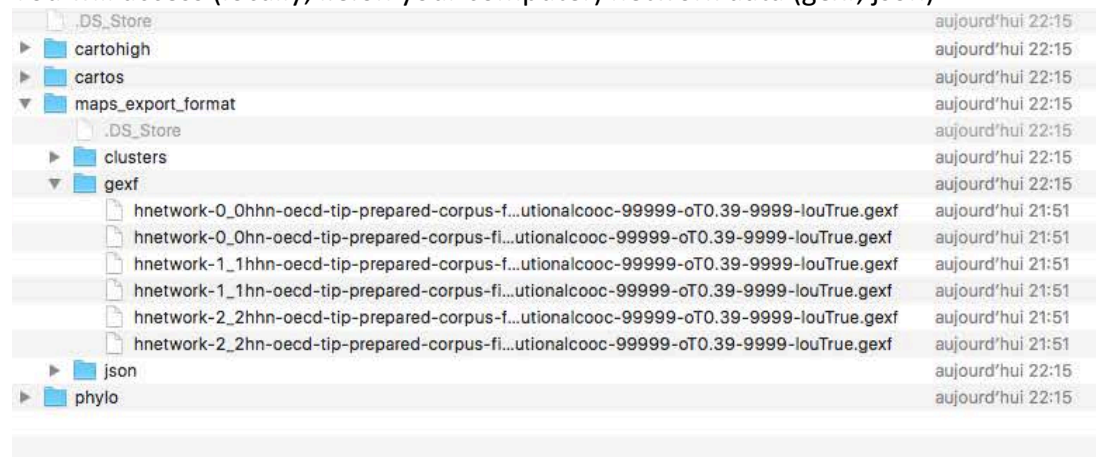 .DS_Store aujourd'hui 22:15
cartohigh aujourd'hui 22:15
cartos aujourd'hui 22:15
maps_export_format aujourd'hui 22:15
.DS_Store aujourd'hui 22:15
clusters aujourd'hui 22:15
gexf aujourd'hui 22:15
hnetwork-0_0hhn-oecd-tip-prepared-corpus-f...utionalcooc-99999-oT0.39-9999-louTrue.gexf aujourd'hui 21:51
hnetwork-0_0hn-oecd-tip-prepared-corpus-fi...utionalcooc-99999-oT0.39-9999-louTrue.gexf aujourd'hui 21:51
hnetwork-1_1hhn-oecd-tip-prepared-corpus-f...utionalcooc-99999-oT0.39-9999-louTrue.gexf aujourd'hui 21:51
hnetwork-1_1hn-oecd-tip-prepared-corpus-fi...utionalcooc-99999-oT0.39-9999-louTrue.gexf aujourd'hui 21:51
hnetwork-2_2hhn-oecd-tip-prepared-corpus-f...utionalcooc-99999-oT0.39-9999-louTrue.gexf aujourd'hui 21:51
hnetwork-2_2hn-oecd-tip-prepared-corpus-fi...utionalcooc-99999-oT0.39-9999-louTrue.gexf aujourd'hui 21:51
json aujourd'hui 22:15
phylo aujourd'hui 22:15